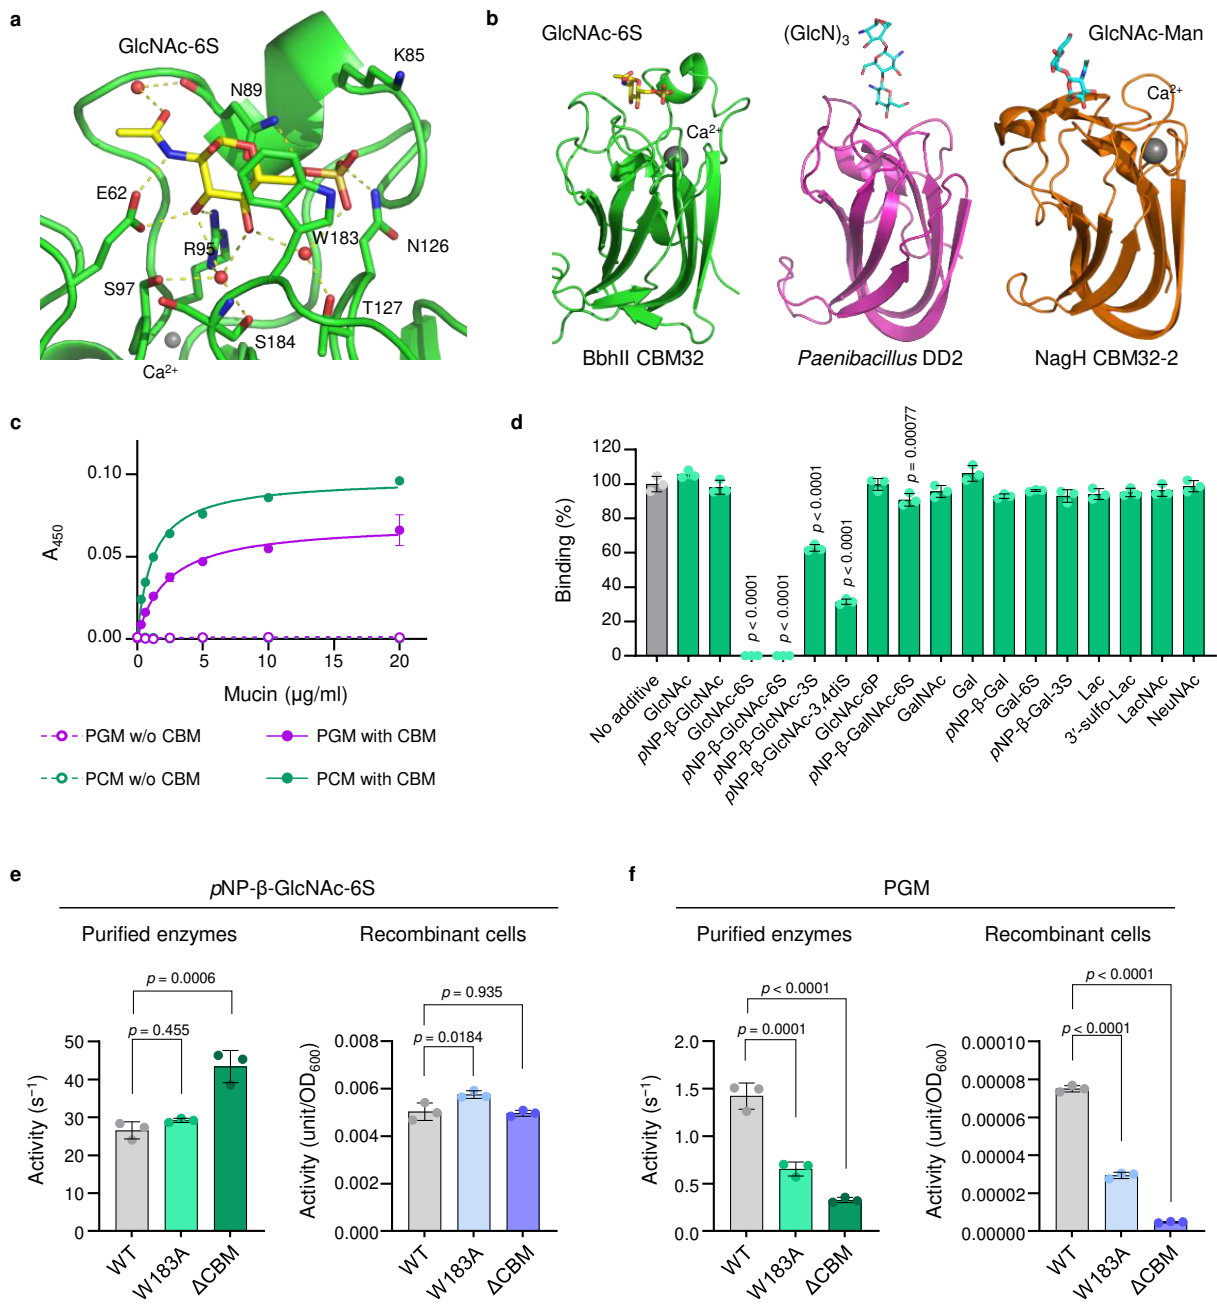 a
GlcNAc-6S
K85
N89
E62
R95
W183
N126
S97
T127
S184
Ca²⁺
b
GlcNAc-6S
(GlcN)₃
GlcNAc-Man
Ca²⁺
Ca²⁺
BbhII CBM32
Paenibacillus DD2
NagH CBM32-2
c
A₄₅₀
0.10
0.05
0.00
0
5
10
15
20
Mucin (µg/ml)
PGM w/o CBM
PGM with CBM
PCM w/o CBM
PCM with CBM
d
Binding (%)
120
100
80
60
40
20
0
p < 0.0001
p < 0.0001
p < 0.0001
p < 0.0001
p = 0.00077
No additive
GlcNAc
pNP-β-GlcNAc
GlcNAc-6S
pNP-β-GlcNAc-6S
pNP-β-GlcNAc-3S
pNP-β-GlcNAc-3,4diS
GlcNAc-6P
pNP-β-GalNAc-6S
GalNAc
Gal
pNP-β-Gal
Gal-6S
pNP-β-Gal-3S
Lac
3'-sulfo-Lac
LacNAc
NeuNAc
e
pNP-β-GlcNAc-6S
Purified enzymes
p = 0.0006
p = 0.455
Activity (s⁻¹)
50
40
30
20
10
0
WT
W183A
ΔCBM
Recombinant cells
p = 0.935
p = 0.0184
Activity (unit/OD₆₀₀)
0.008
0.006
0.004
0.002
0.000
WT
W183A
ΔCBM
f
PGM
Purified enzymes
p < 0.0001
p = 0.0001
Activity (s⁻¹)
2.0
1.5
1.0
0.5
0.0
WT
W183A
ΔCBM
Recombinant cells
p < 0.0001
p < 0.0001
Activity (unit/OD₆₀₀)
0.00010
0.00008
0.00006
0.00004
0.00002
0.00000
WT
W183A
ΔCBM